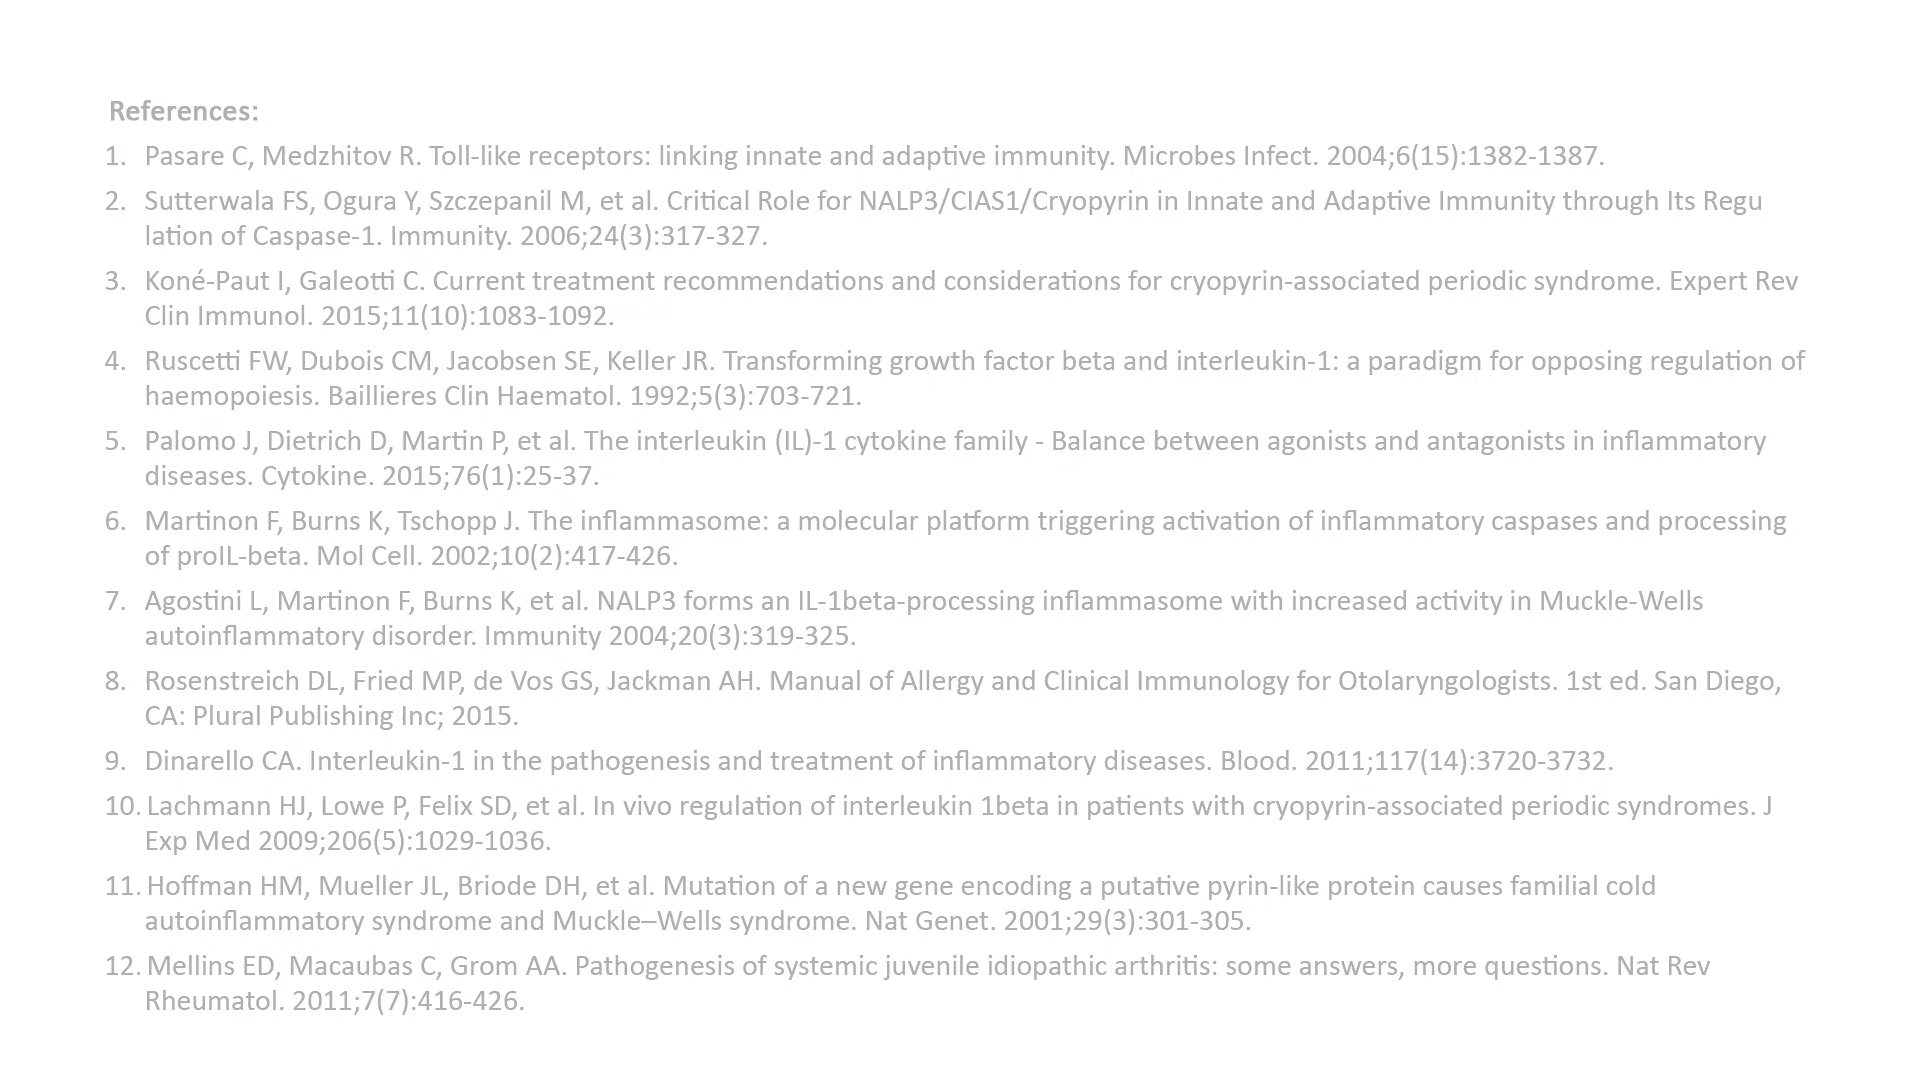 References:
1. Pasare C, Medzhitov R. Toll-like receptors: linking innate and adaptive immunity. Microbes Infect. 2004;6(15):1382-1387.
2. Sutterwala FS, Ogura Y, Szczepanil M, et al. Critical Role for NALP3/CIAS1/Cryopyrin in Innate and Adaptive Immunity through Its Regu
lation of Caspase-1. Immunity. 2006;24(3):317-327.
3. Koné-Paut I, Galeotti C. Current treatment recommendations and considerations for cryopyrin-associated periodic syndrome. Expert Rev
Clin Immunol. 2015;11(10):1083-1092.
4. Ruscetti FW, Dubois CM, Jacobsen SE, Keller JR. Transforming growth factor beta and interleukin-1: a paradigm for opposing regulation of
haemopoiesis. Baillieres Clin Haematol. 1992;5(3):703-721.
5. Palomo J, Dietrich D, Martin P, et al. The interleukin (IL)-1 cytokine family - Balance between agonists and antagonists in inflammatory
diseases. Cytokine. 2015;76(1):25-37.
6. Martinon F, Burns K, Tschopp J. The inflammasome: a molecular platform triggering activation of inflammatory caspases and processing
of proIL-beta. Mol Cell. 2002;10(2):417-426.
7. Agostini L, Martinon F, Burns K, et al. NALP3 forms an IL-1beta-processing inflammasome with increased activity in Muckle-Wells
autoinflammatory disorder. Immunity 2004;20(3):319-325.
8. Rosenstreich DL, Fried MP, de Vos GS, Jackman AH. Manual of Allergy and Clinical Immunology for Otolaryngologists. 1st ed. San Diego,
CA: Plural Publishing Inc; 2015.
9. Dinarello CA. Interleukin-1 in the pathogenesis and treatment of inflammatory diseases. Blood. 2011;117(14):3720-3732.
10. Lachmann HJ, Lowe P, Felix SD, et al. In vivo regulation of interleukin 1beta in patients with cryopyrin-associated periodic syndromes. J
Exp Med 2009;206(5):1029-1036.
11. Hoffman HM, Mueller JL, Briode DH, et al. Mutation of a new gene encoding a putative pyrin-like protein causes familial cold
autoinflammatory syndrome and Muckle–Wells syndrome. Nat Genet. 2001;29(3):301-305.
12. Mellins ED, Macaubas C, Grom AA. Pathogenesis of systemic juvenile idiopathic arthritis: some answers, more questions. Nat Rev
Rheumatol. 2011;7(7):416-426.